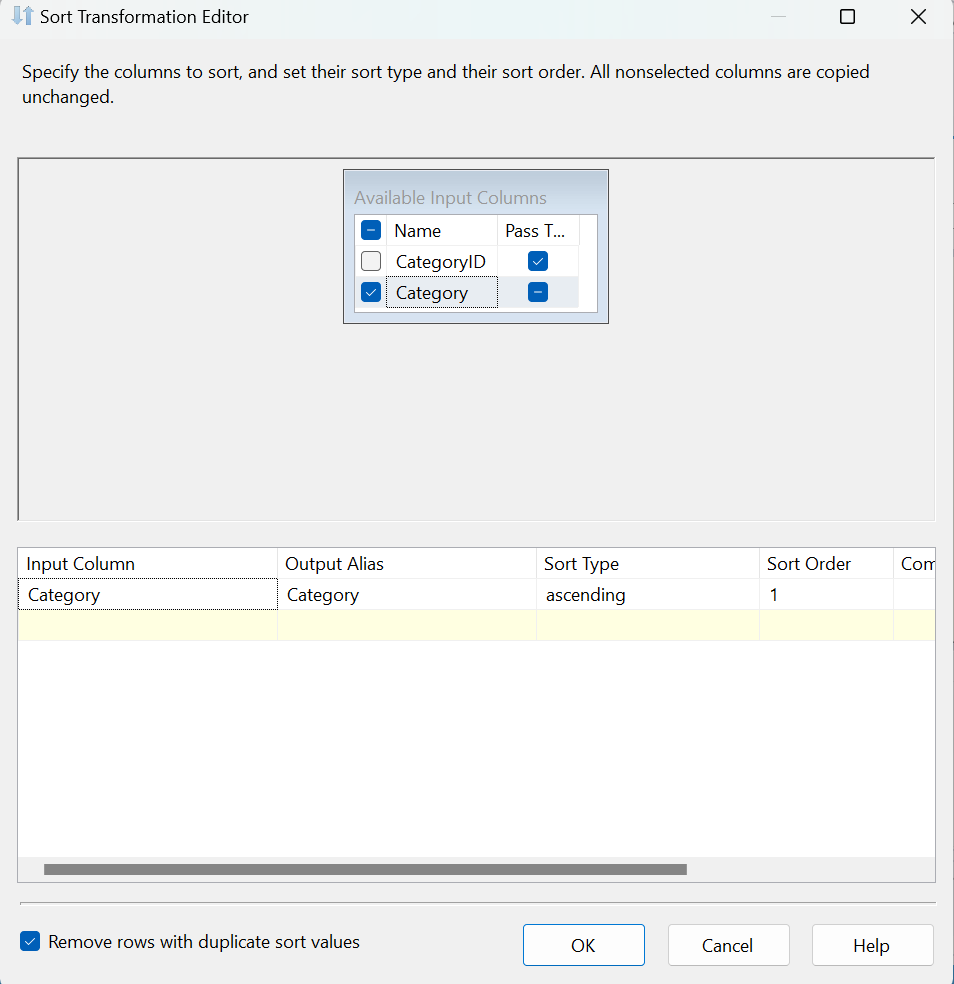 Sort Transformation Editor
Specify the columns to sort, and set their sort type and their sort order. All nonselected columns are copied
unchanged.
Available Input Columns
Name Pass T...
CategoryID
Category
Input Column Output Alias Sort Type Sort Order Com
Category Category ascending 1
Remove rows with duplicate sort values OK Cancel Help